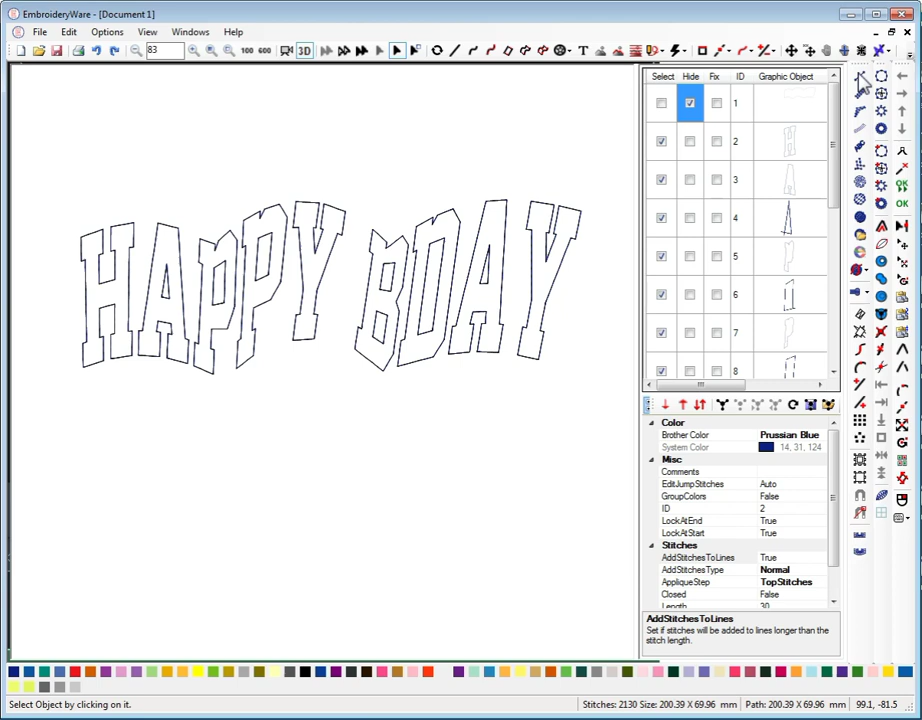 EmbroideryWare - [Document 1]
File Edit Options View Windows Help
83 100 600 3D
Select Hide Fix ID Graphic Object
1
2
3
4
5
6
7
8
OK
OK
HAPPY BDAY
Color
Brother Color Prussian Blue
System Color 14, 31, 124
Misc
Comments
EditJumpStitches Auto
GroupColors False
ID 2
LockAtEnd True
LockAtStart True
Stitches
AddStitchesToLines True
AddStitchesType Normal
AppliqueStep TopStitches
Closed False
Length 30
AddStitchesToLines
Set if stitches will be added to lines longer than the
stitch length.
Select Object by clicking on it. Stitches: 2130 Size: 200.39 X 69.96 mm Path: 200.39 X 69.96 mm 99.1, -81.5